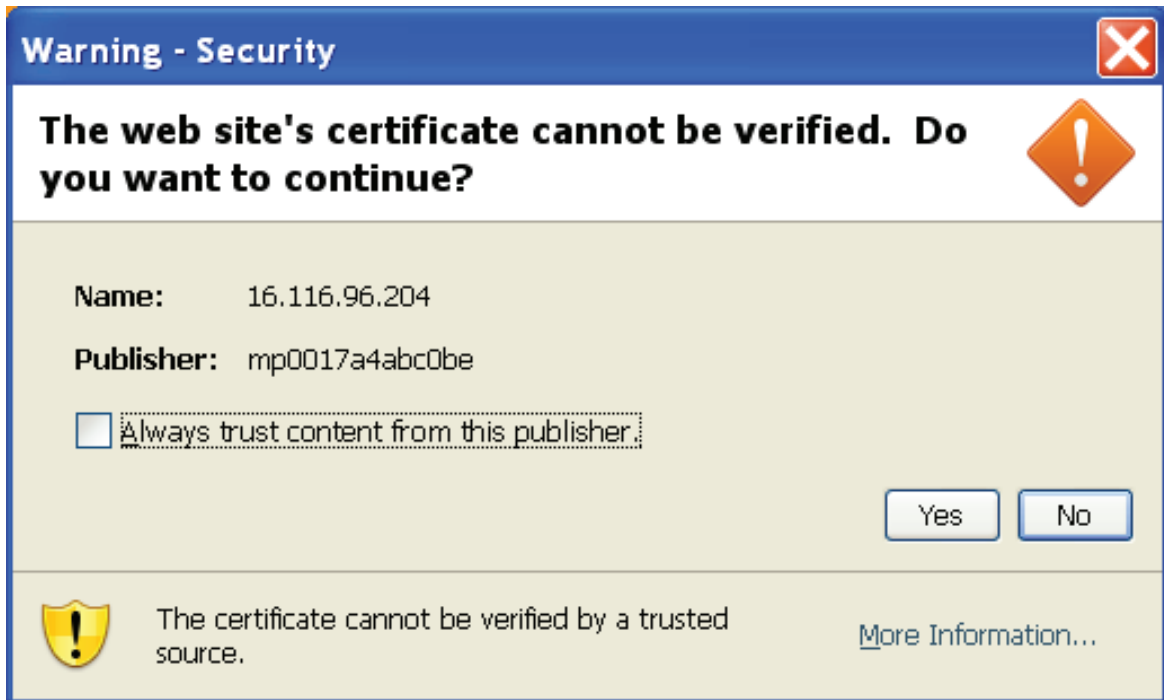 Warning - Security
The web site's certificate cannot be verified.  Do
you want to continue?
Name: 16.116.96.204
Publisher: mp0017a4abc0be
Always trust content from this publisher.
Yes No
The certificate cannot be verified by a trusted
source.
More Information...